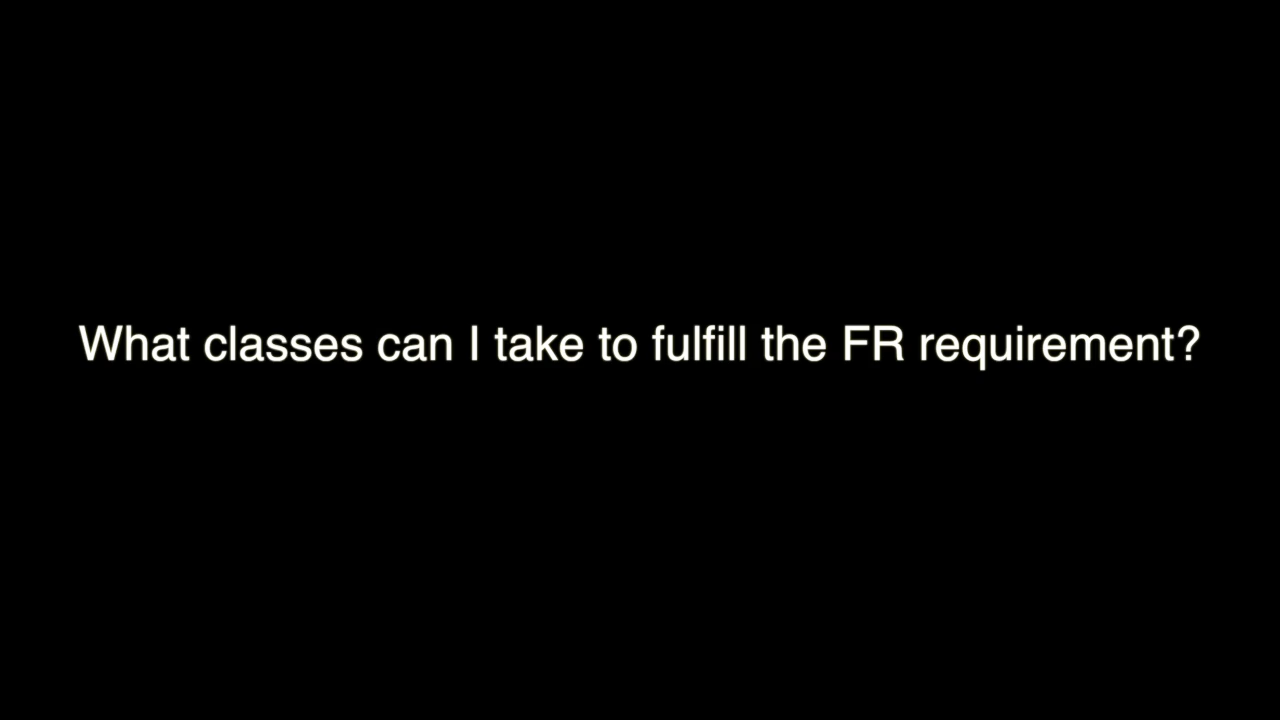 What classes can I take to fulfill the FR requirement?